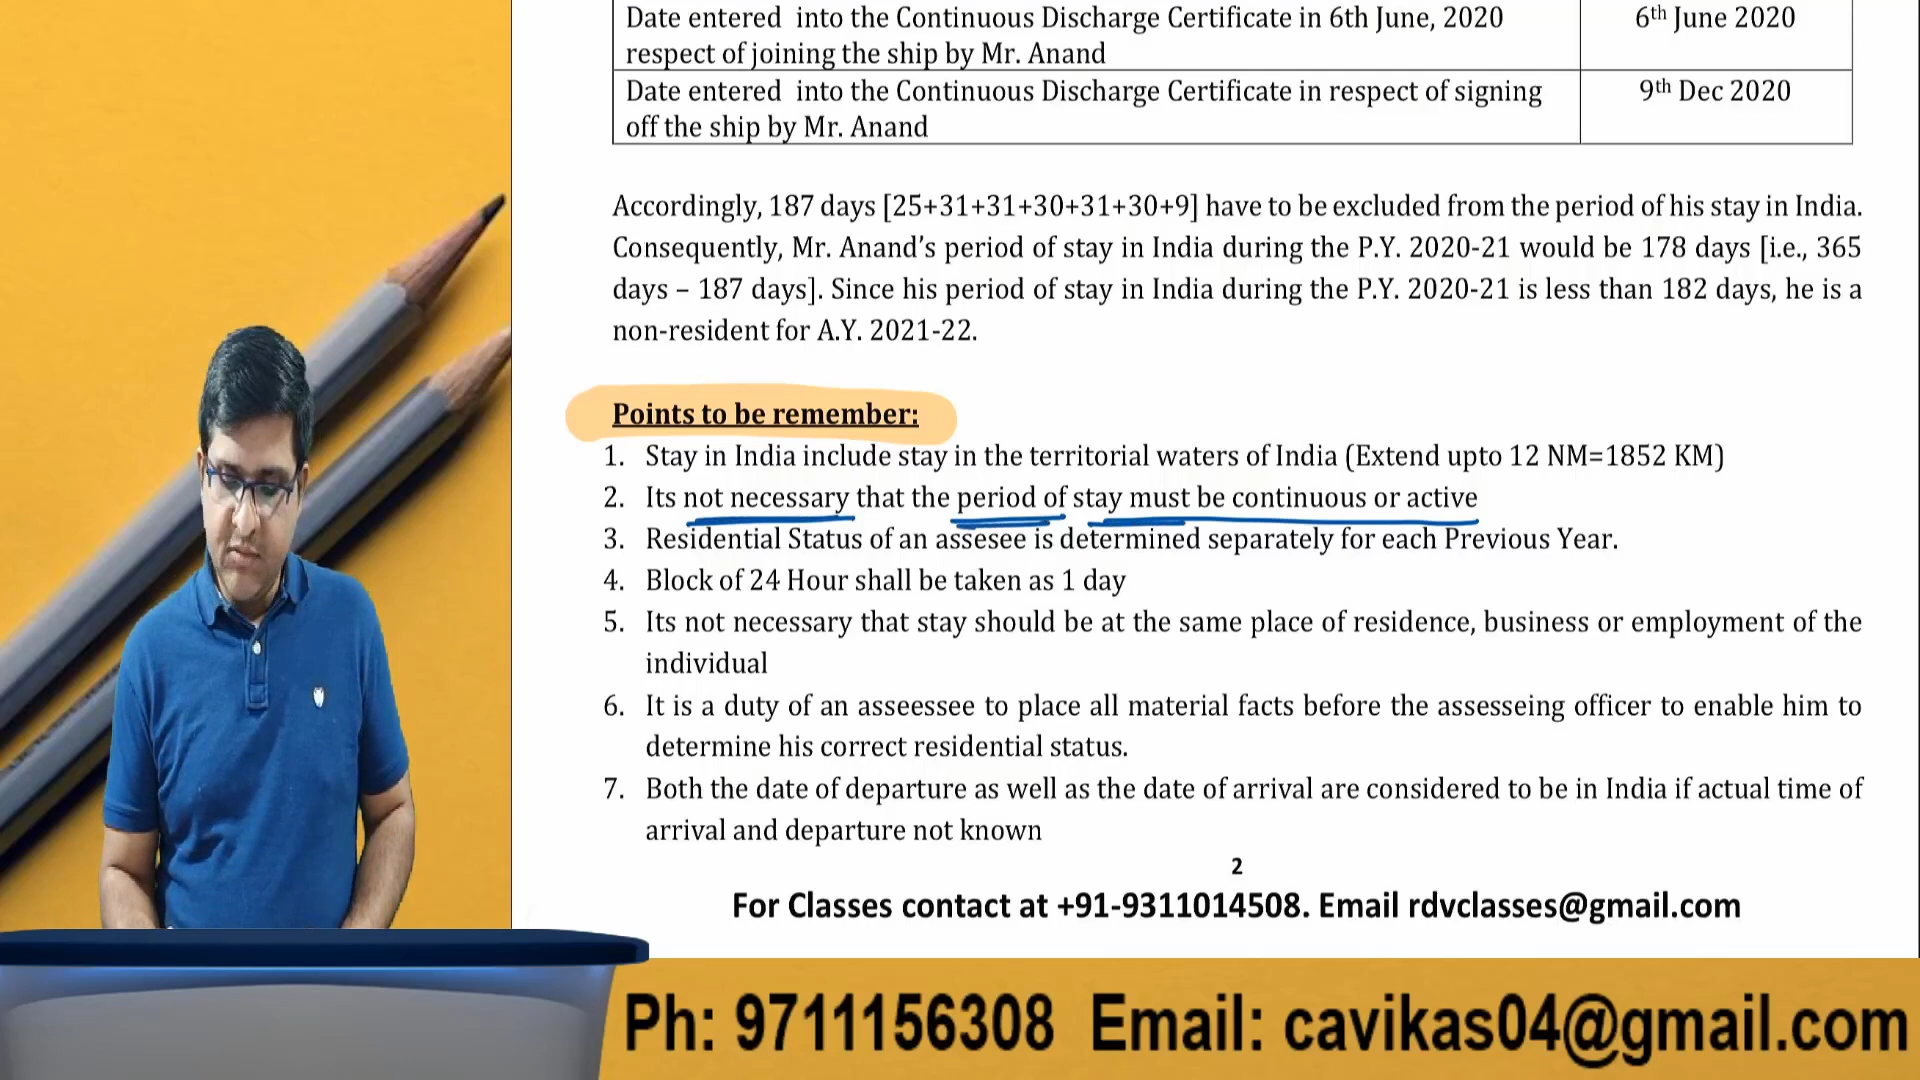 Date entered into the Continuous Discharge Certificate in 6th June, 2020
respect of joining the ship by Mr. Anand
6th June 2020
Date entered into the Continuous Discharge Certificate in respect of signing
off the ship by Mr. Anand
9th Dec 2020
Accordingly, 187 days [25+31+31+30+31+30+9] have to be excluded from the period of his stay in India.
Consequently, Mr. Anand’s period of stay in India during the P.Y. 2020-21 would be 178 days [i.e., 365
days – 187 days]. Since his period of stay in India during the P.Y. 2020-21 is less than 182 days, he is a
non-resident for A.Y. 2021-22.
Points to be remember:
1. Stay in India include stay in the territorial waters of India (Extend upto 12 NM=1852 KM)
2. Its not necessary that the period of stay must be continuous or active
3. Residential Status of an assesee is determined separately for each Previous Year.
4. Block of 24 Hour shall be taken as 1 day
5. Its not necessary that stay should be at the same place of residence, business or employment of the
individual
6. It is a duty of an asseessee to place all material facts before the assesseing officer to enable him to
determine his correct residential status.
7. Both the date of departure as well as the date of arrival are considered to be in India if actual time of
arrival and departure not known
2
For Classes contact at +91-9311014508. Email rdvclasses@gmail.com
Ph: 9711156308 Email: cavikas04@gmail.com